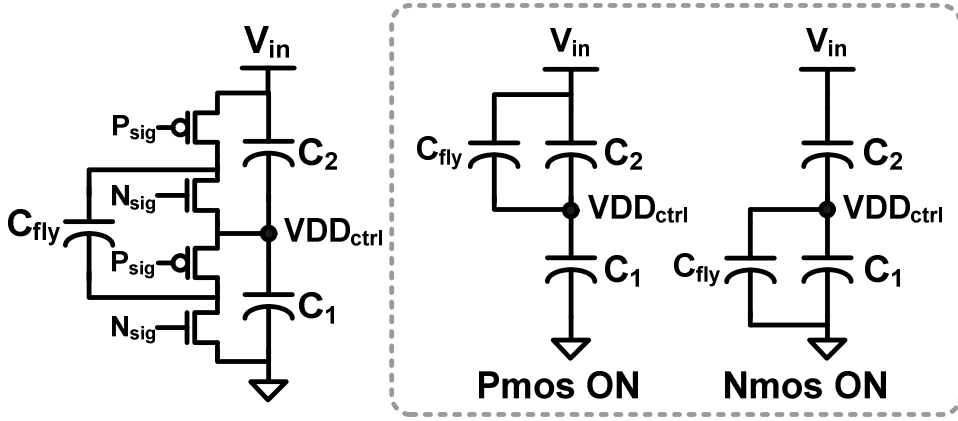 Vin
Psig
C2
Nsig
Cfly
VDDctrl
Psig
C1
Nsig
Vin
Cfly
C2
VDDctrl
C1
Pmos ON
Vin
C2
VDDctrl
Cfly
C1
Nmos ON